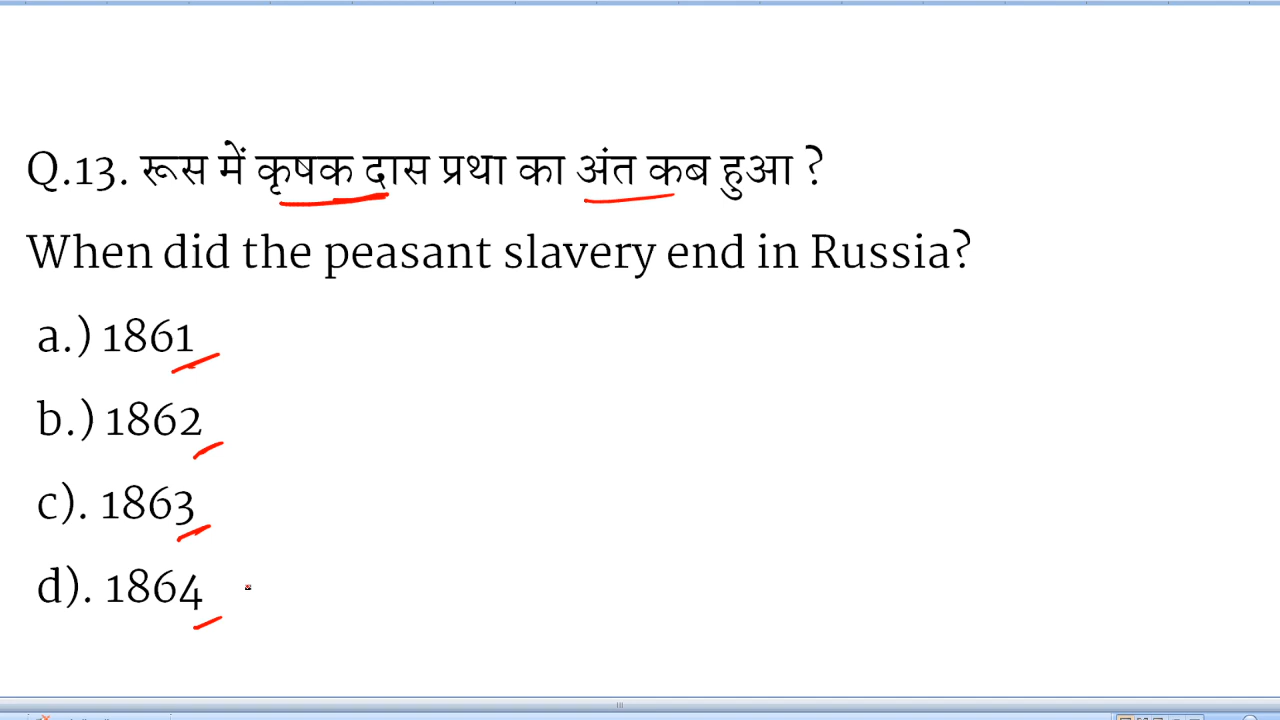 Q.13. रूस में कृषक दास प्रथा का अंत कब हुआ ?
When did the peasant slavery end in Russia?
a.) 1861
b.) 1862
c). 1863
d). 1864